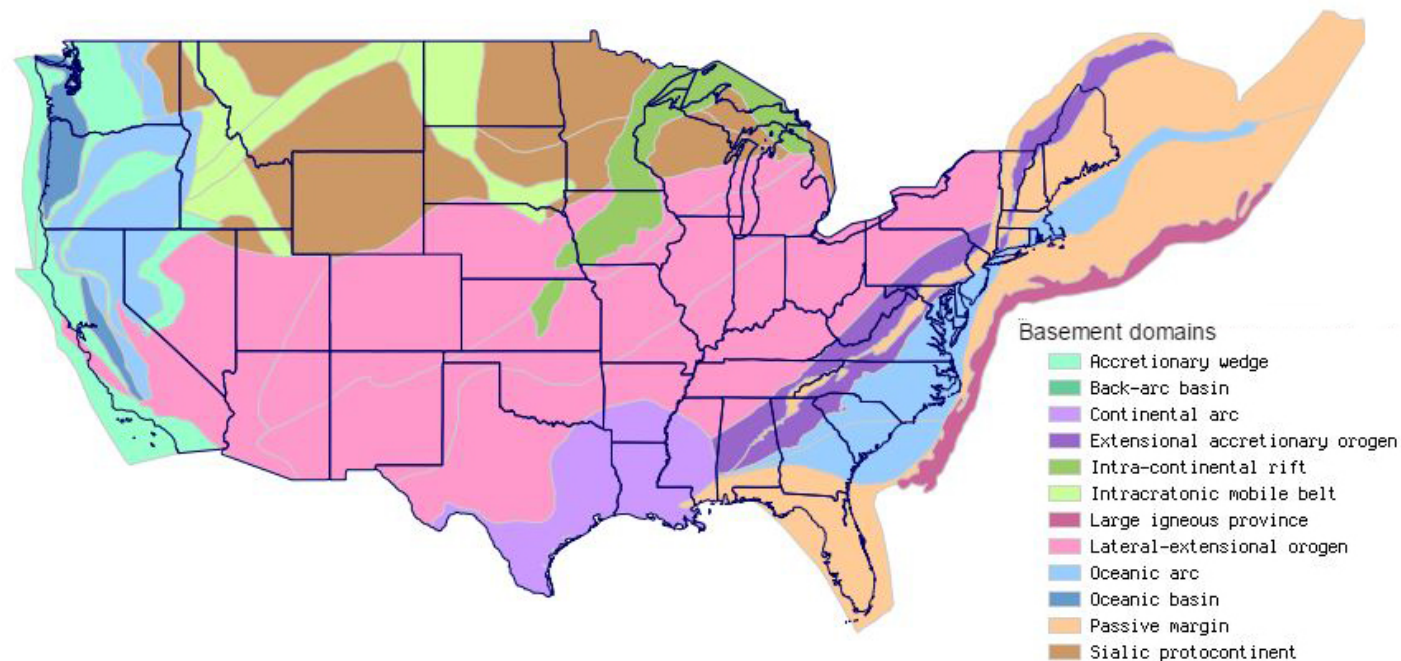 Basement domains
Accretionary wedge
Back-arc basin
Continental arc
Extensional accretionary orogen
Intra-continental rift
Intracratonic mobile belt
Large igneous province
Lateral-extensional orogen
Oceanic arc
Oceanic basin
Passive margin
Sialic protocontinent